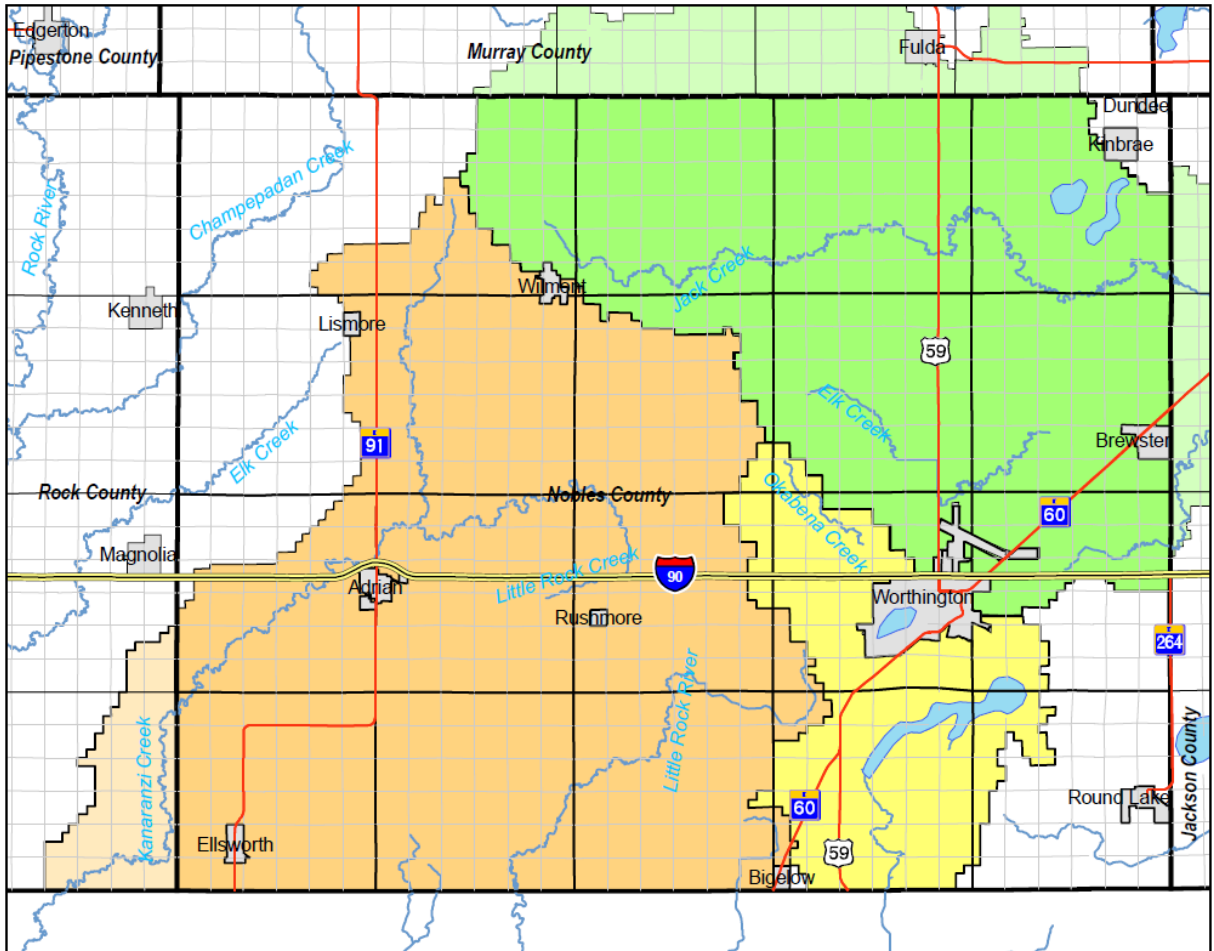 Edgerton
Pipestone County
Murray County
Fulda
Dundee
Kinbrae
Champepadan Creek
Rock River
Kenneth
Wilmont
Jack Creek
Lismore
59
Elk Creek
Elk Creek
91
Brewster
Rock County
Nobles County
Okabena Creek
60
Magnolia
Adrian
Little Rock Creek
90
Worthington
Rushmore
264
Little Rock River
Kanaranzi Creek
Jackson County
60
Round Lake
Ellsworth
59
Bigelow